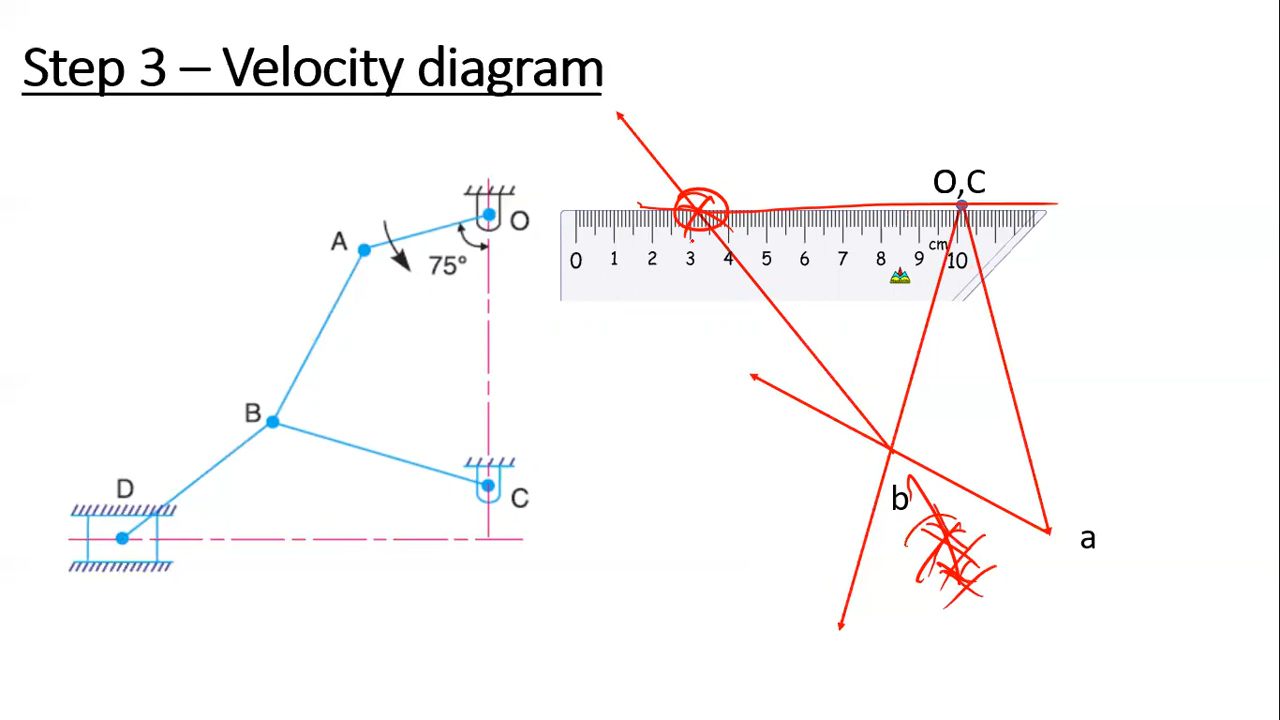 Step 3 – Velocity diagram
O
A
75°
B
C
D
O,C
cm
0 1 2 3 4 5 6 7 8 9 10
b
a